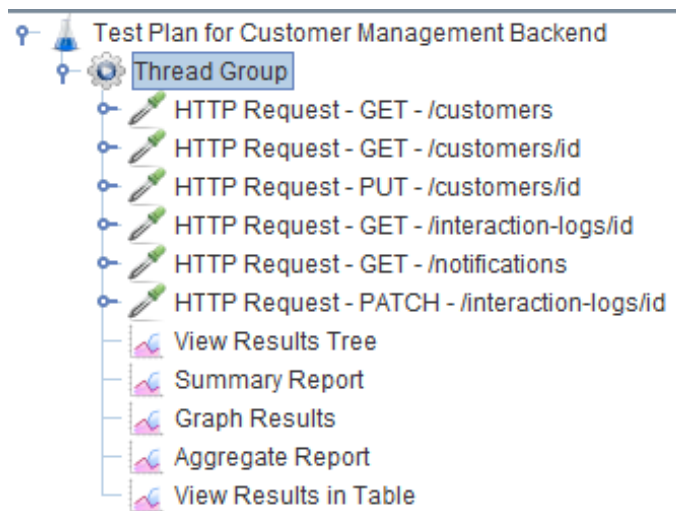 Test Plan for Customer Management Backend
Thread Group
HTTP Request - GET - /customers
HTTP Request - GET - /customers/id
HTTP Request - PUT - /customers/id
HTTP Request - GET - /interaction-logs/id
HTTP Request - GET - /notifications
HTTP Request - PATCH - /interaction-logs/id
View Results Tree
Summary Report
Graph Results
Aggregate Report
View Results in Table